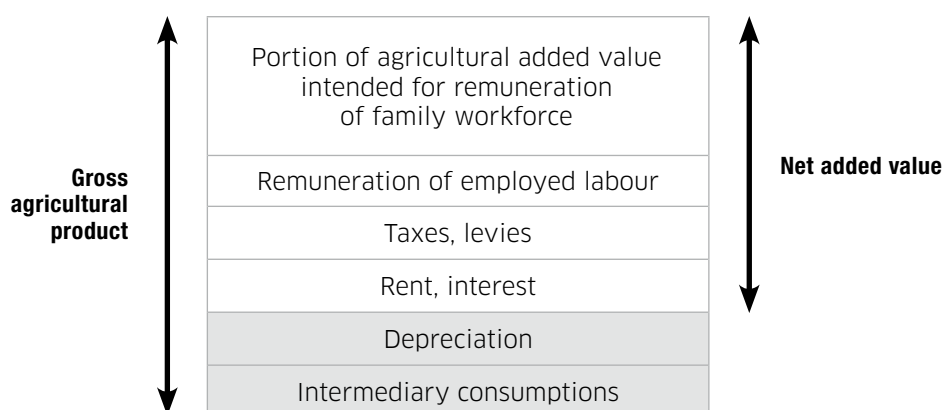 Portion of agricultural added value
intended for remuneration
of family workforce
Gross
agricultural
product
Remuneration of employed labour
Net added value
Taxes, levies
Rent, interest
Depreciation
Intermediary consumptions